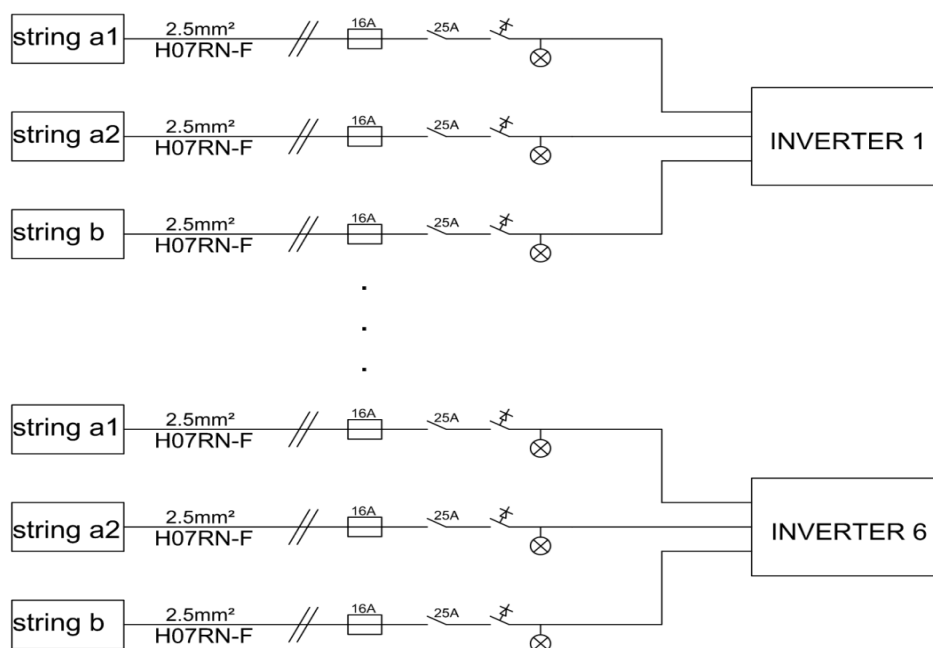 string a1 2.5mm² 16A 25A
H07RN-F
string a2 2.5mm² 16A 25A
H07RN-F
INVERTER 1
string b 2.5mm² 16A 25A
H07RN-F
string a1 2.5mm² 16A 25A
H07RN-F
string a2 2.5mm² 16A 25A
H07RN-F
INVERTER 6
string b 2.5mm² 16A 25A
H07RN-F